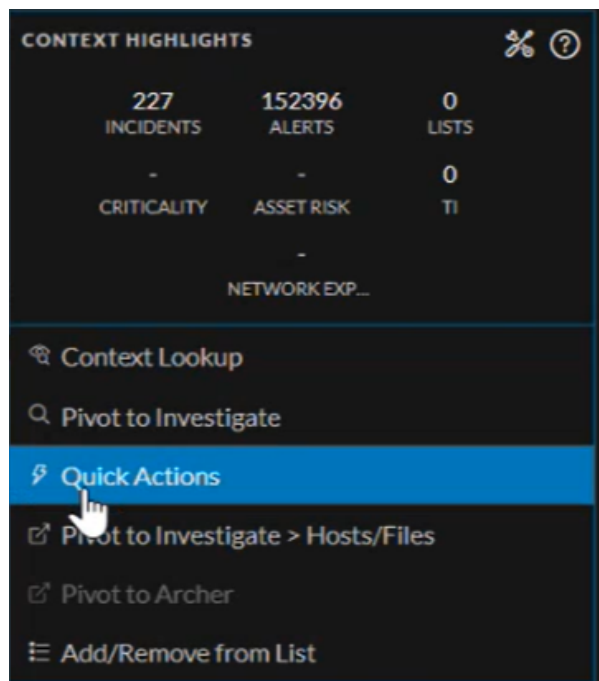 CONTEXT HIGHLIGHTS
227 152396 0
INCIDENTS ALERTS LISTS
- - 0
CRITICALITY ASSET RISK TI
-
NETWORK EXP...
Context Lookup
Pivot to Investigate
Quick Actions
Pivot to Investigate > Hosts/Files
Pivot to Archer
Add/Remove from List